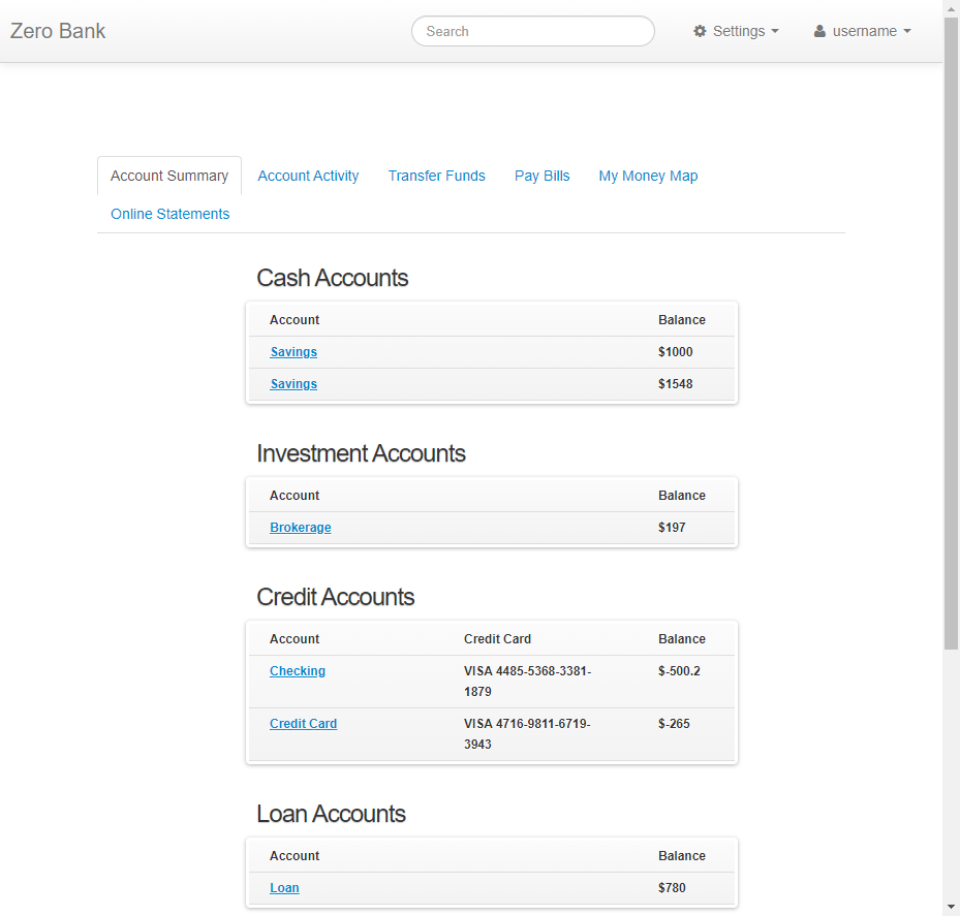 Zero Bank
Search
Settings
username
Account Summary
Account Activity
Transfer Funds
Pay Bills
My Money Map
Online Statements
Cash Accounts
Account Balance
Savings $1000
Savings $1548
Investment Accounts
Account Balance
Brokerage $197
Credit Accounts
Account Credit Card Balance
Checking VISA 4485-5368-3381- $-500.2
1879
Credit Card VISA 4716-9811-6719- $-265
3943
Loan Accounts
Account Balance
Loan $780